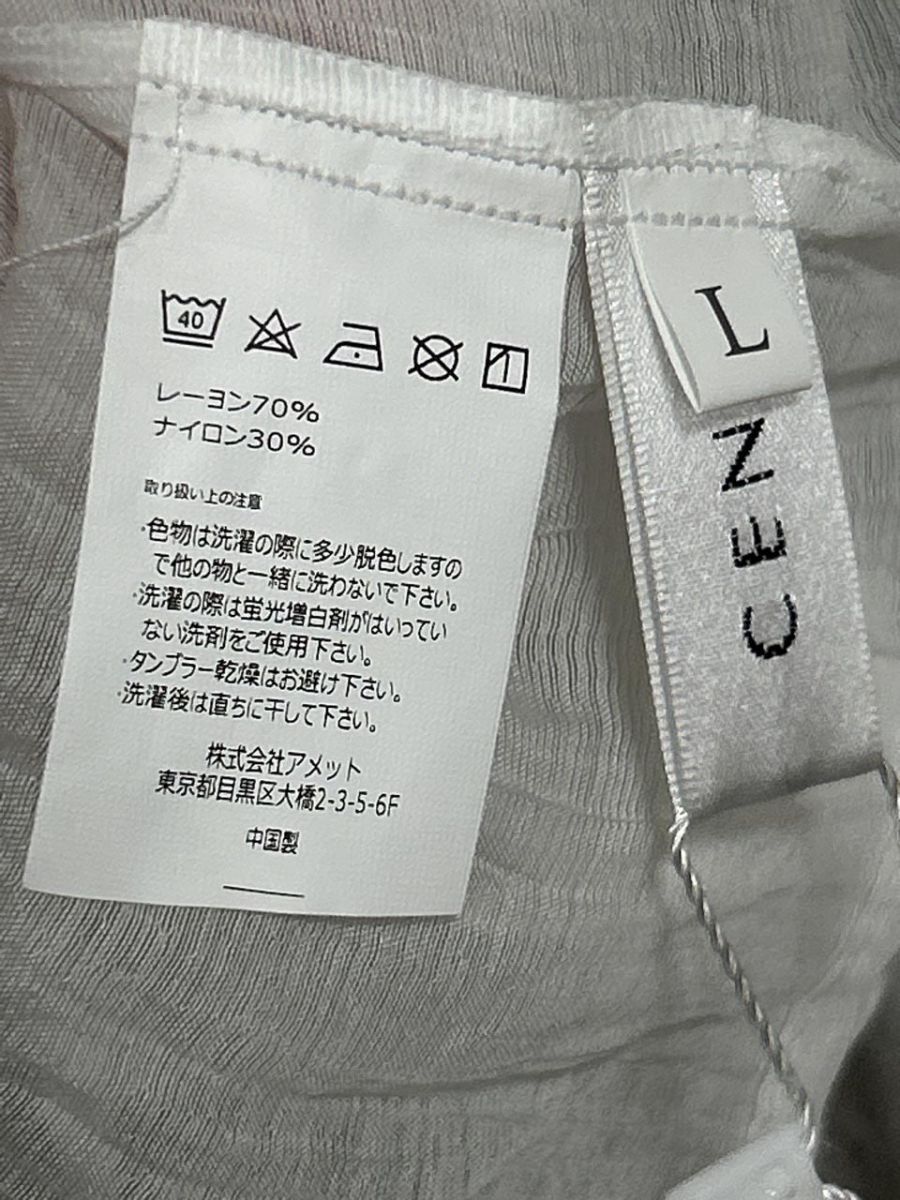 40
レーヨン70%
ナイロン30%
取り扱い上の注意
･色物は洗濯の際に多少脱色しますの
で他の物と一緒に洗わないで下さい。
･洗濯の際は蛍光増白剤がはいってい
ない洗剤をご使用下さい。
･タンブラー乾燥はお避け下さい。
･洗濯後は直ちに干して下さい。
株式会社アメット
東京都目黒区大橋2-3-5-6F
中国製
L
CEN